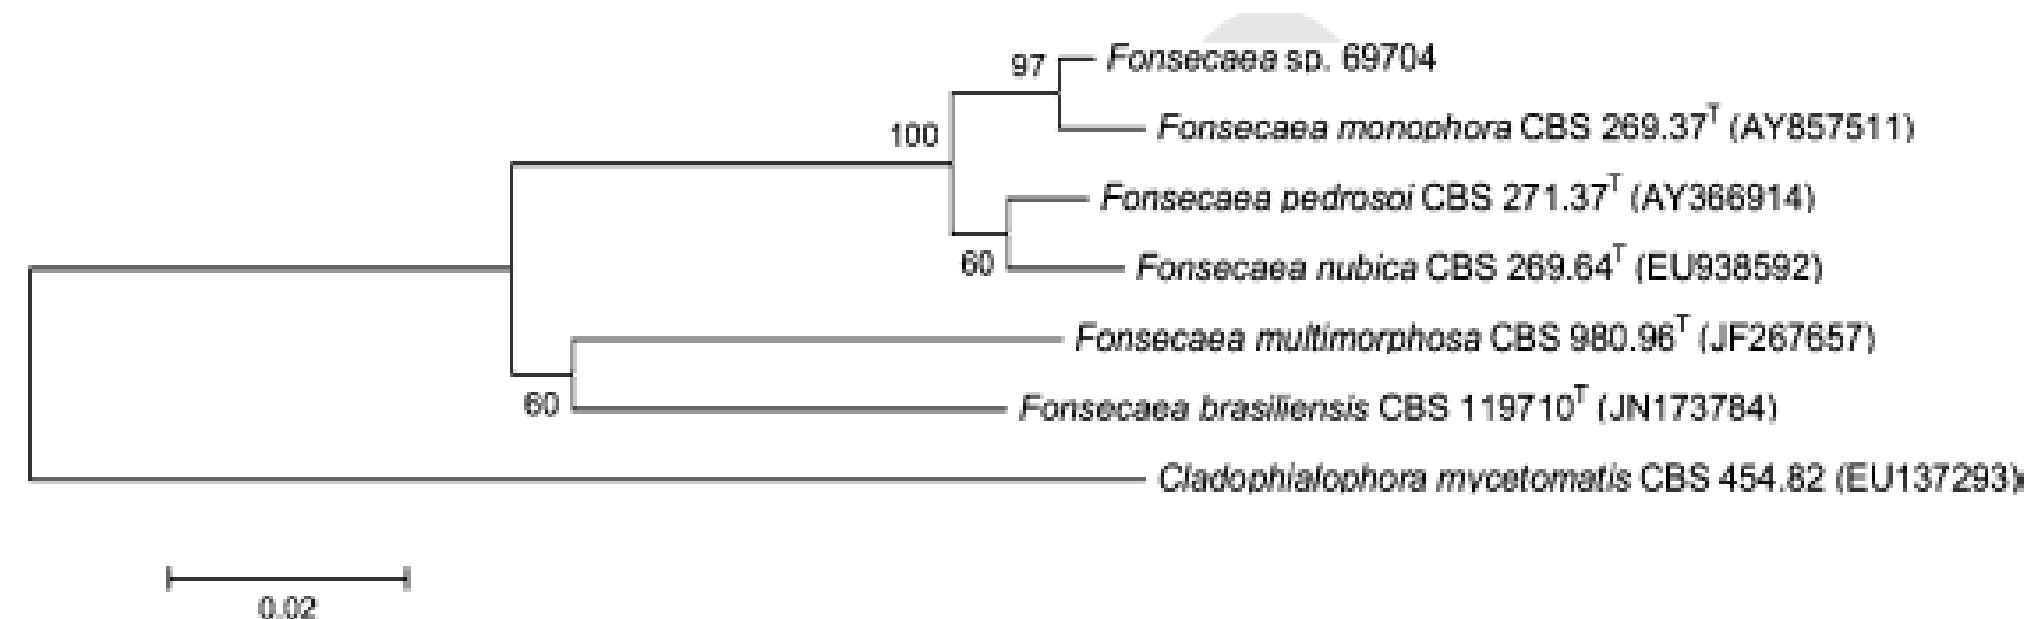 97
Fonsecaea sp. 69704
100
Fonsecaea monophora CBS 269.37T (AY857511)
Fonsecaea pedrosoi CBS 271.37T (AY366914)
60
Fonsecaea nubica CBS 269.64T (EU938592)
Fonsecaea multimorphosa CBS 980.96T (JF267657)
60
Fonsecaea brasiliensis CBS 119710T (JN173784)
Cladophialophora mycetomatis CBS 454.82 (EU137293)
0.02